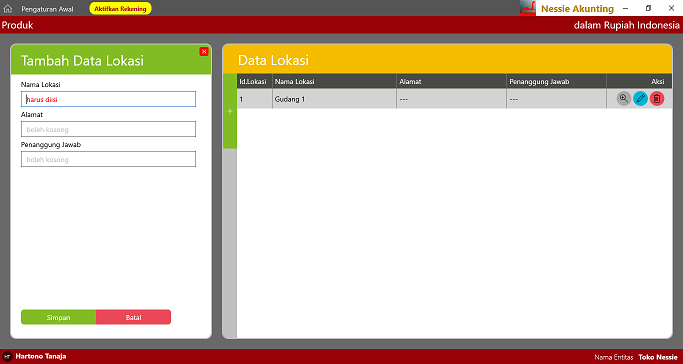 Pengaturan Awal
Aktifkan Rekening
Nessie Akunting
Produk
dalam Rupiah Indonesia
Tambah Data Lokasi
Nama Lokasi
harus diisi
Alamat
boleh kosong
Penanggung Jawab
boleh kosong
Simpan Batal
Data Lokasi
Id.Lokasi Nama Lokasi Alamat Penanggung Jawab Aksi
1 Gudang 1 --- ---
+
HT Hartono Tanaja
Nama Entitas Toko Nessie